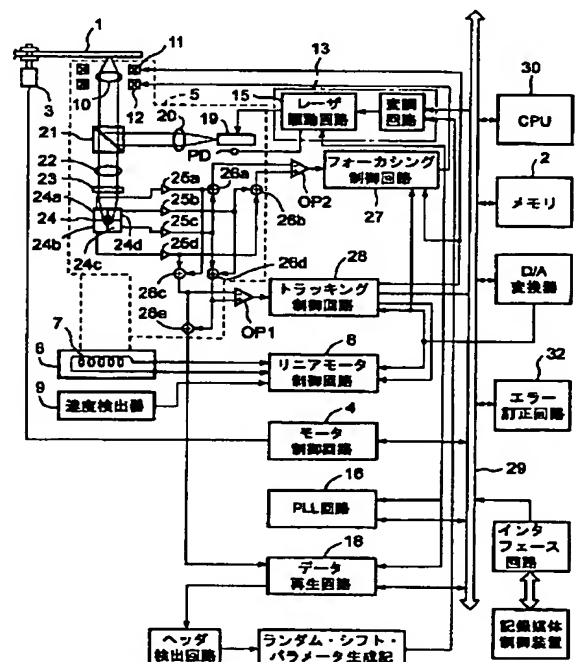 1
11
13
5
15
10
12
3
20
19
レーザ
駆動回路
変調
回路
30
CPU
21
PD
22
23
25a
26a
24a
25b
24
25c
24b
24d
25d
24c
26b
OP2
フォーカシング
制御回路
27
2
メモリ
26c
26d
28
トラッキング
制御回路
D/A
変換器
26e
OP1
7
6
8
リニアモータ
制御回路
32
エラー
訂正回路
9
速度検出器
4
モータ
制御回路
29
16
PLL回路
インタ
フェース
回路
18
データ
再生回路
記録媒体
制御装置
ヘッダ
検出回路
ランダム・シフト・
パラメータ生成記